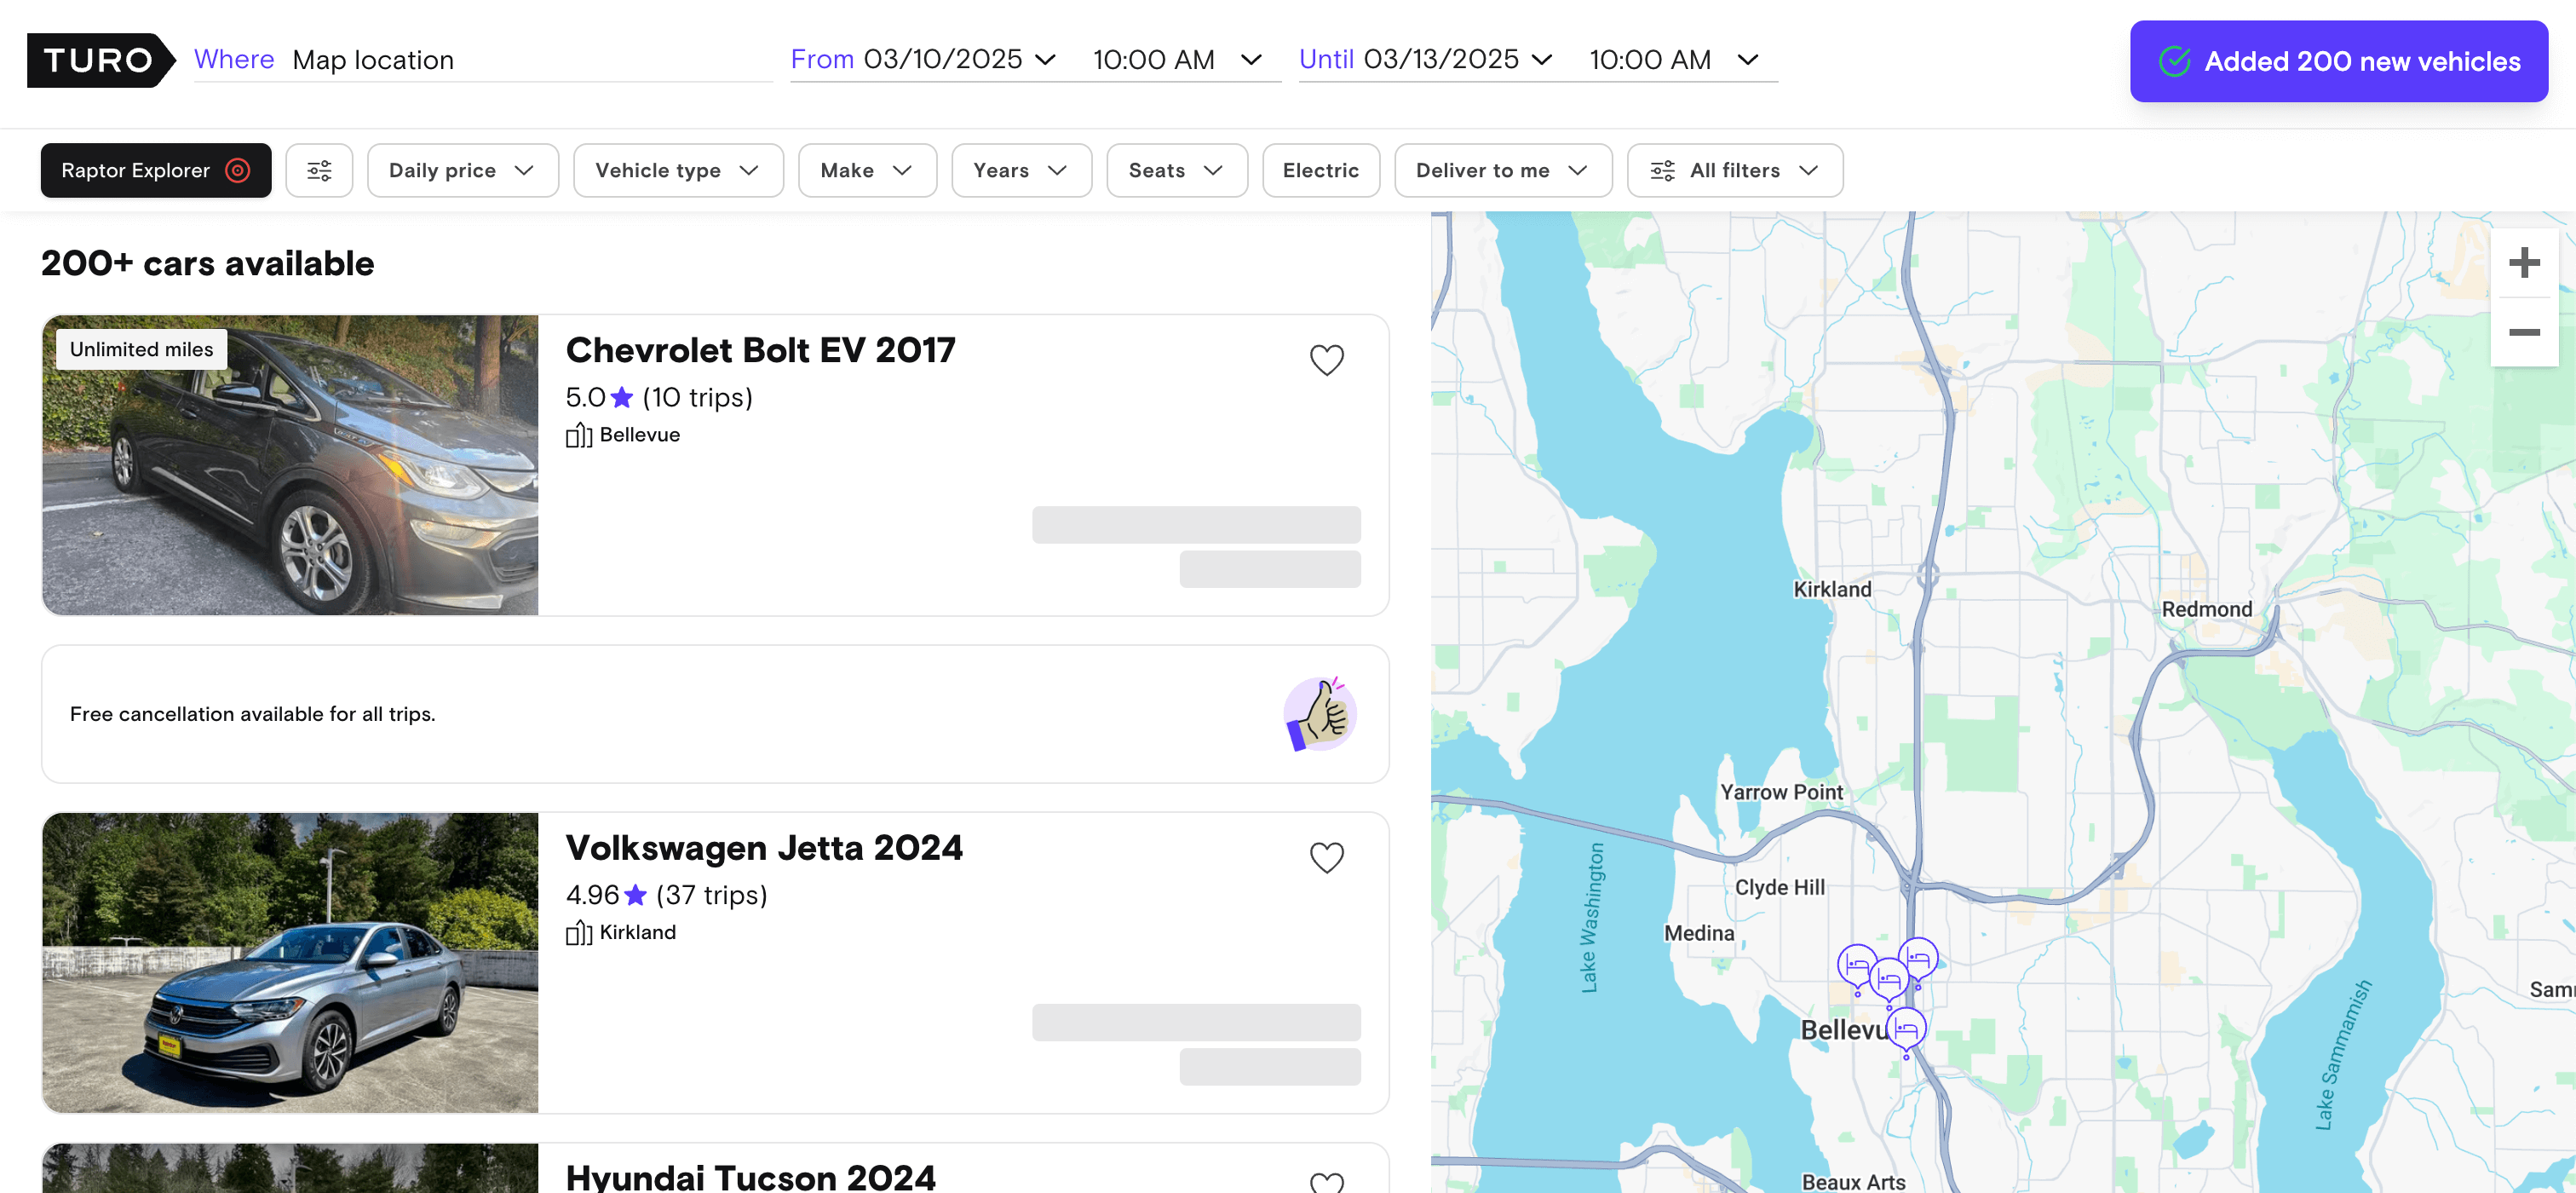 TURO
Where Map location
From 03/10/2025 10:00 AM
Until 03/13/2025 10:00 AM
Added 200 new vehicles
Raptor Explorer
Daily price
Vehicle type
Make
Years
Seats
Electric
Deliver to me
All filters
200+ cars available
Unlimited miles
Chevrolet Bolt EV 2017
5.0 (10 trips)
Bellevue
Free cancellation available for all trips.
Volkswagen Jetta 2024
4.96 (37 trips)
Kirkland
Hyundai Tucson 2024
Kirkland
Redmond
Yarrow Point
Clyde Hill
Medina
Lake Washington
Bellevu
Samm
Lake Sammamish
Beaux Arts